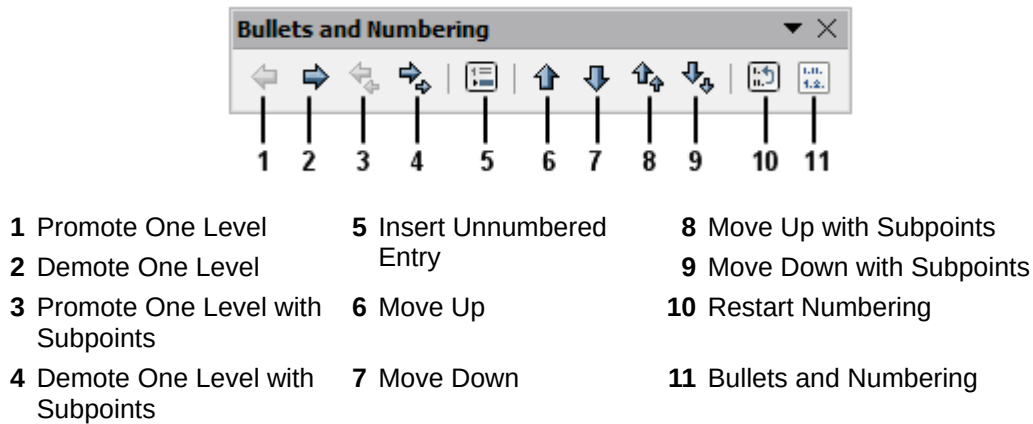 Bullets and Numbering
1 2 3 4 5 6 7 8 9 10 11
1 Promote One Level
2 Demote One Level
3 Promote One Level with
Subpoints
4 Demote One Level with
Subpoints
5 Insert Unnumbered
Entry
6 Move Up
7 Move Down
8 Move Up with Subpoints
9 Move Down with Subpoints
10 Restart Numbering
11 Bullets and Numbering